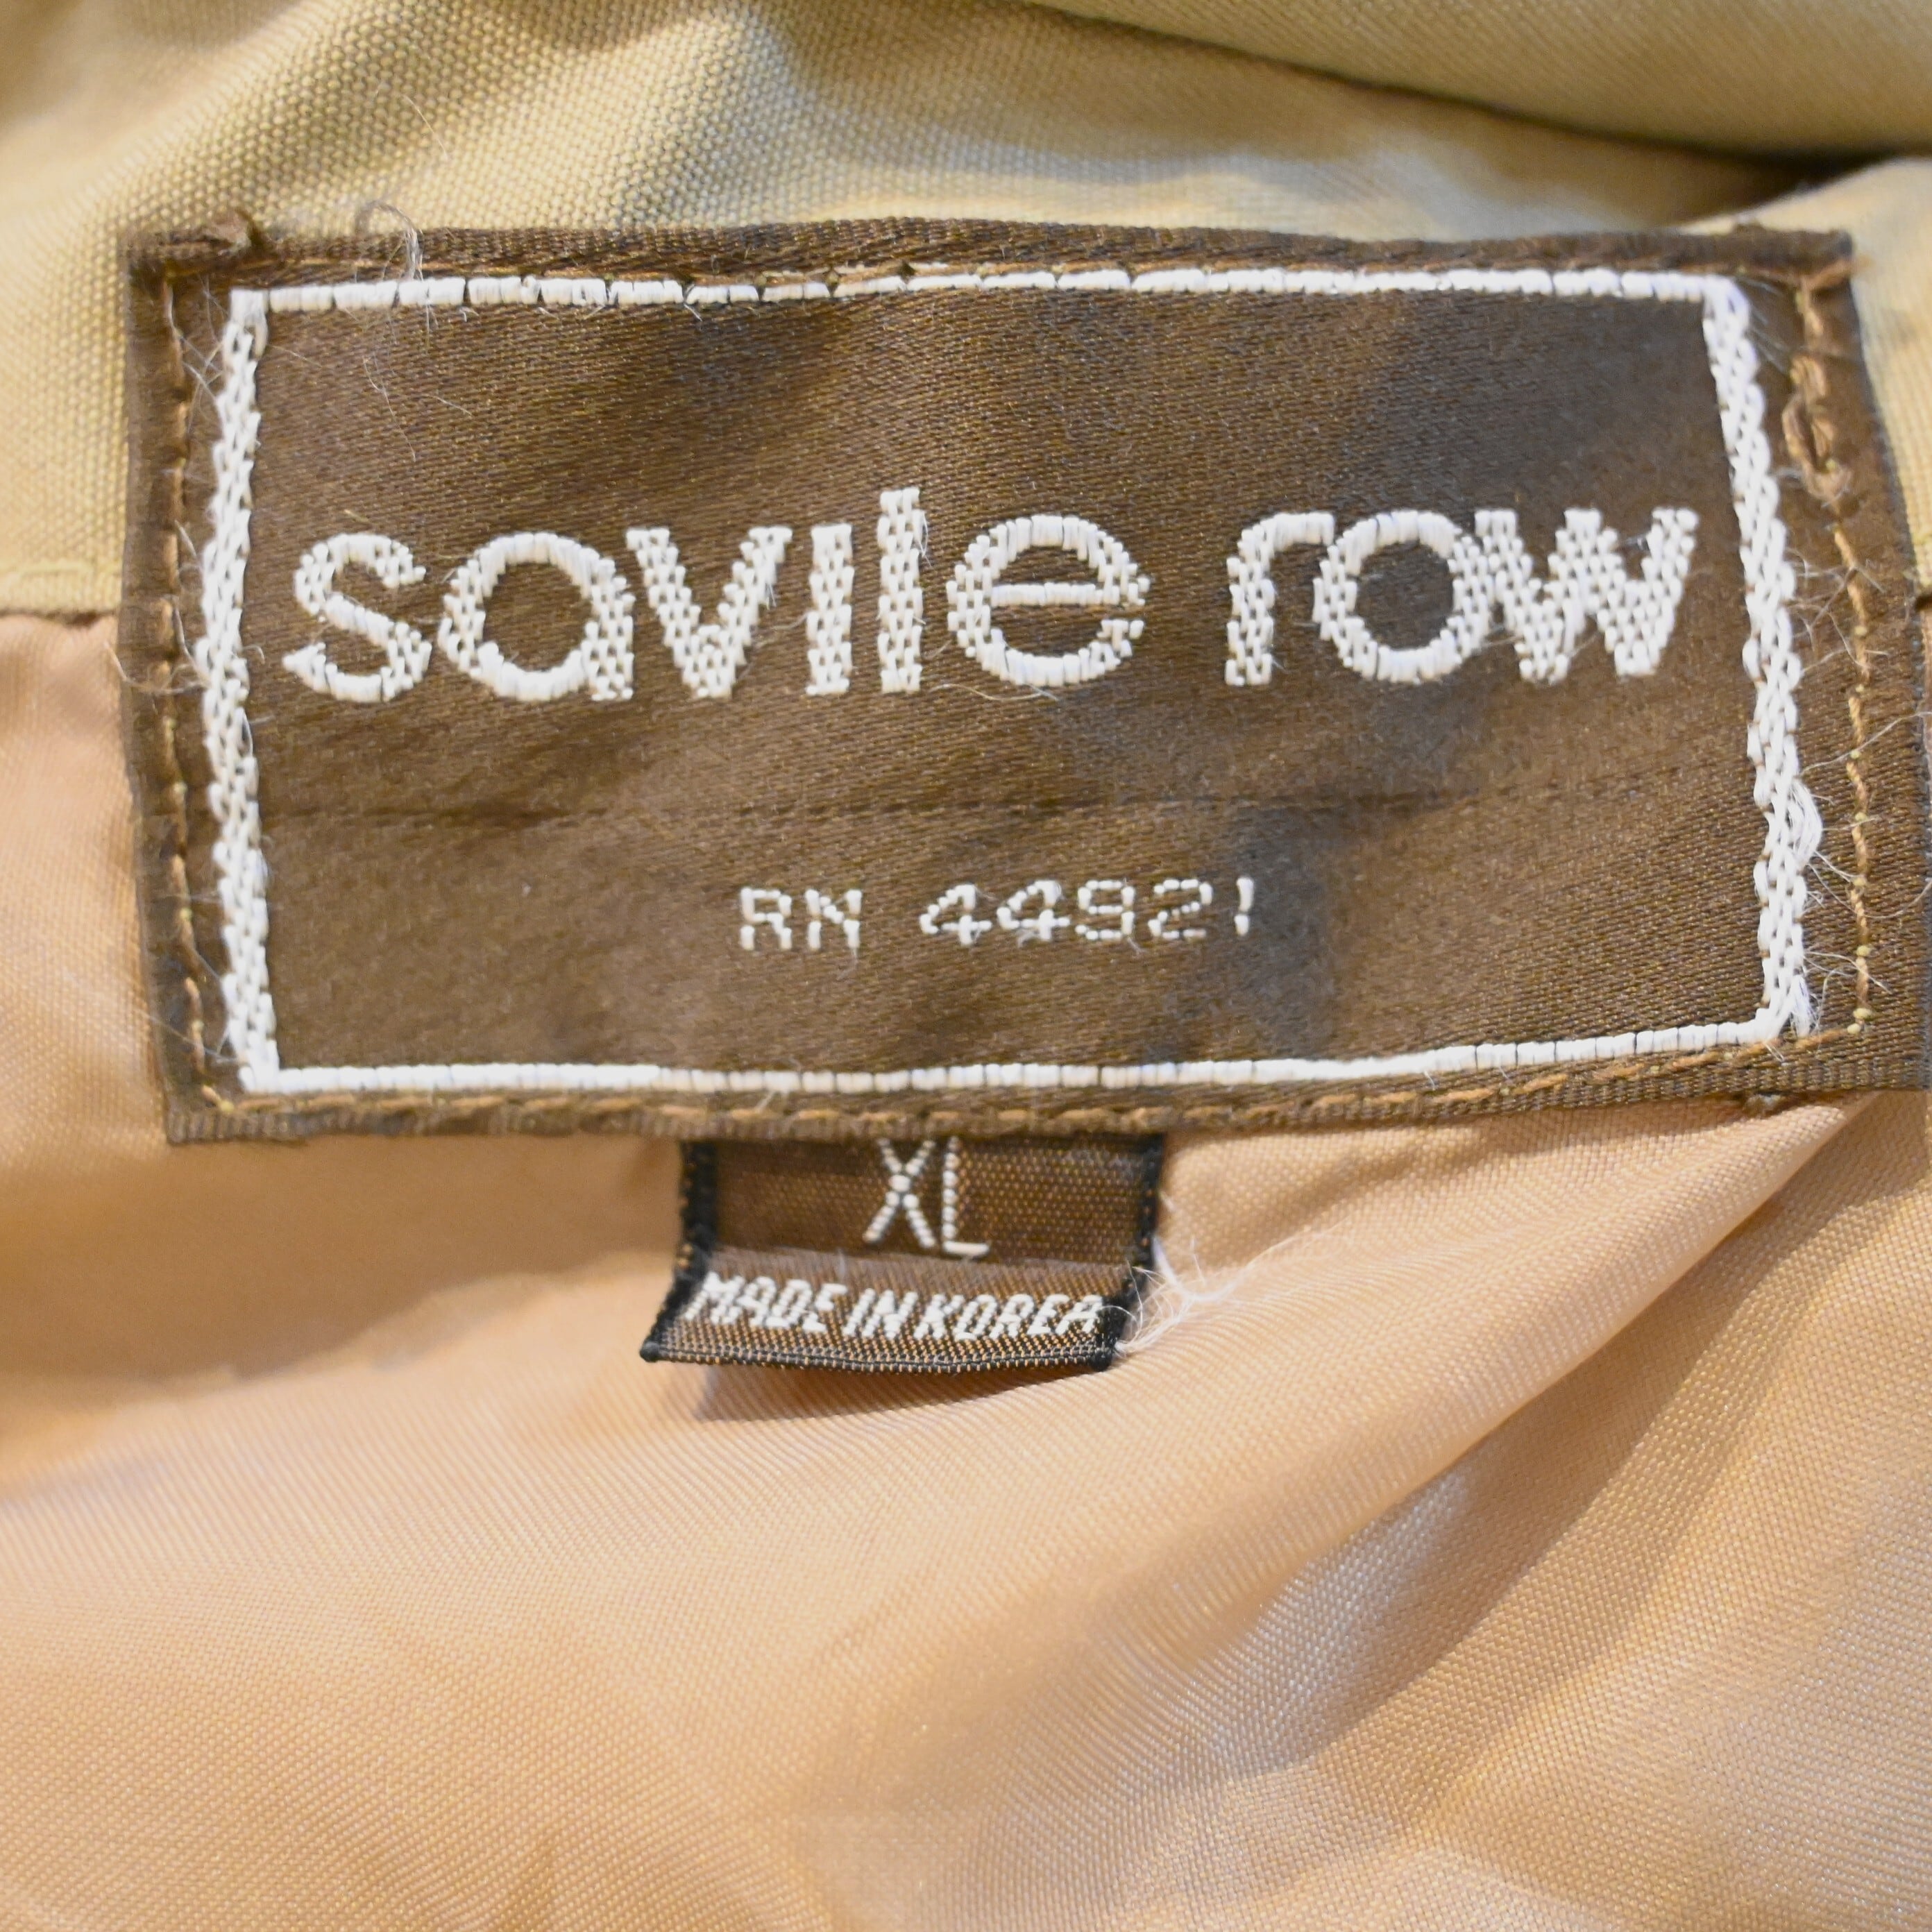 savile row
RN 44921
XL
MADE IN KOREA